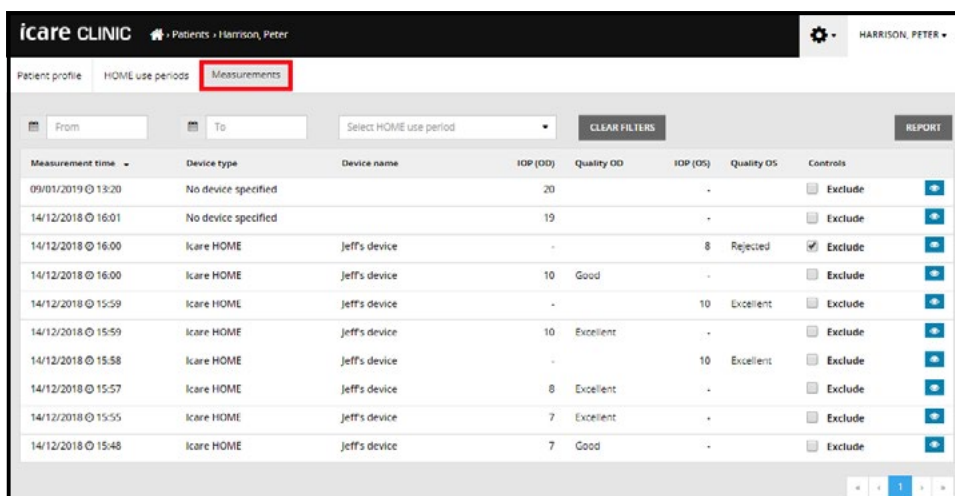 icare CLINIC › Patients › Harrison, Peter HARRISON, PETER
Patient profile HOME use periods Measurements
From To Select HOME use period CLEAR FILTERS REPORT
Measurement time Device type Device name IOP (OD) Quality OD IOP (OS) Quality OS Controls
09/01/2019 13:20 No device specified 20 - Exclude
14/12/2018 16:01 No device specified 19 - Exclude
14/12/2018 16:00 Icare HOME Jeff's device - 8 Rejected Exclude
14/12/2018 16:00 Icare HOME Jeff's device 10 Good - Exclude
14/12/2018 15:59 Icare HOME Jeff's device - 10 Excellent Exclude
14/12/2018 15:59 Icare HOME Jeff's device 10 Excellent - Exclude
14/12/2018 15:58 Icare HOME Jeff's device - 10 Excellent Exclude
14/12/2018 15:57 Icare HOME Jeff's device 8 Excellent - Exclude
14/12/2018 15:55 Icare HOME Jeff's device 7 Excellent - Exclude
14/12/2018 15:48 Icare HOME Jeff's device 7 Good - Exclude
« ‹ 1 › »